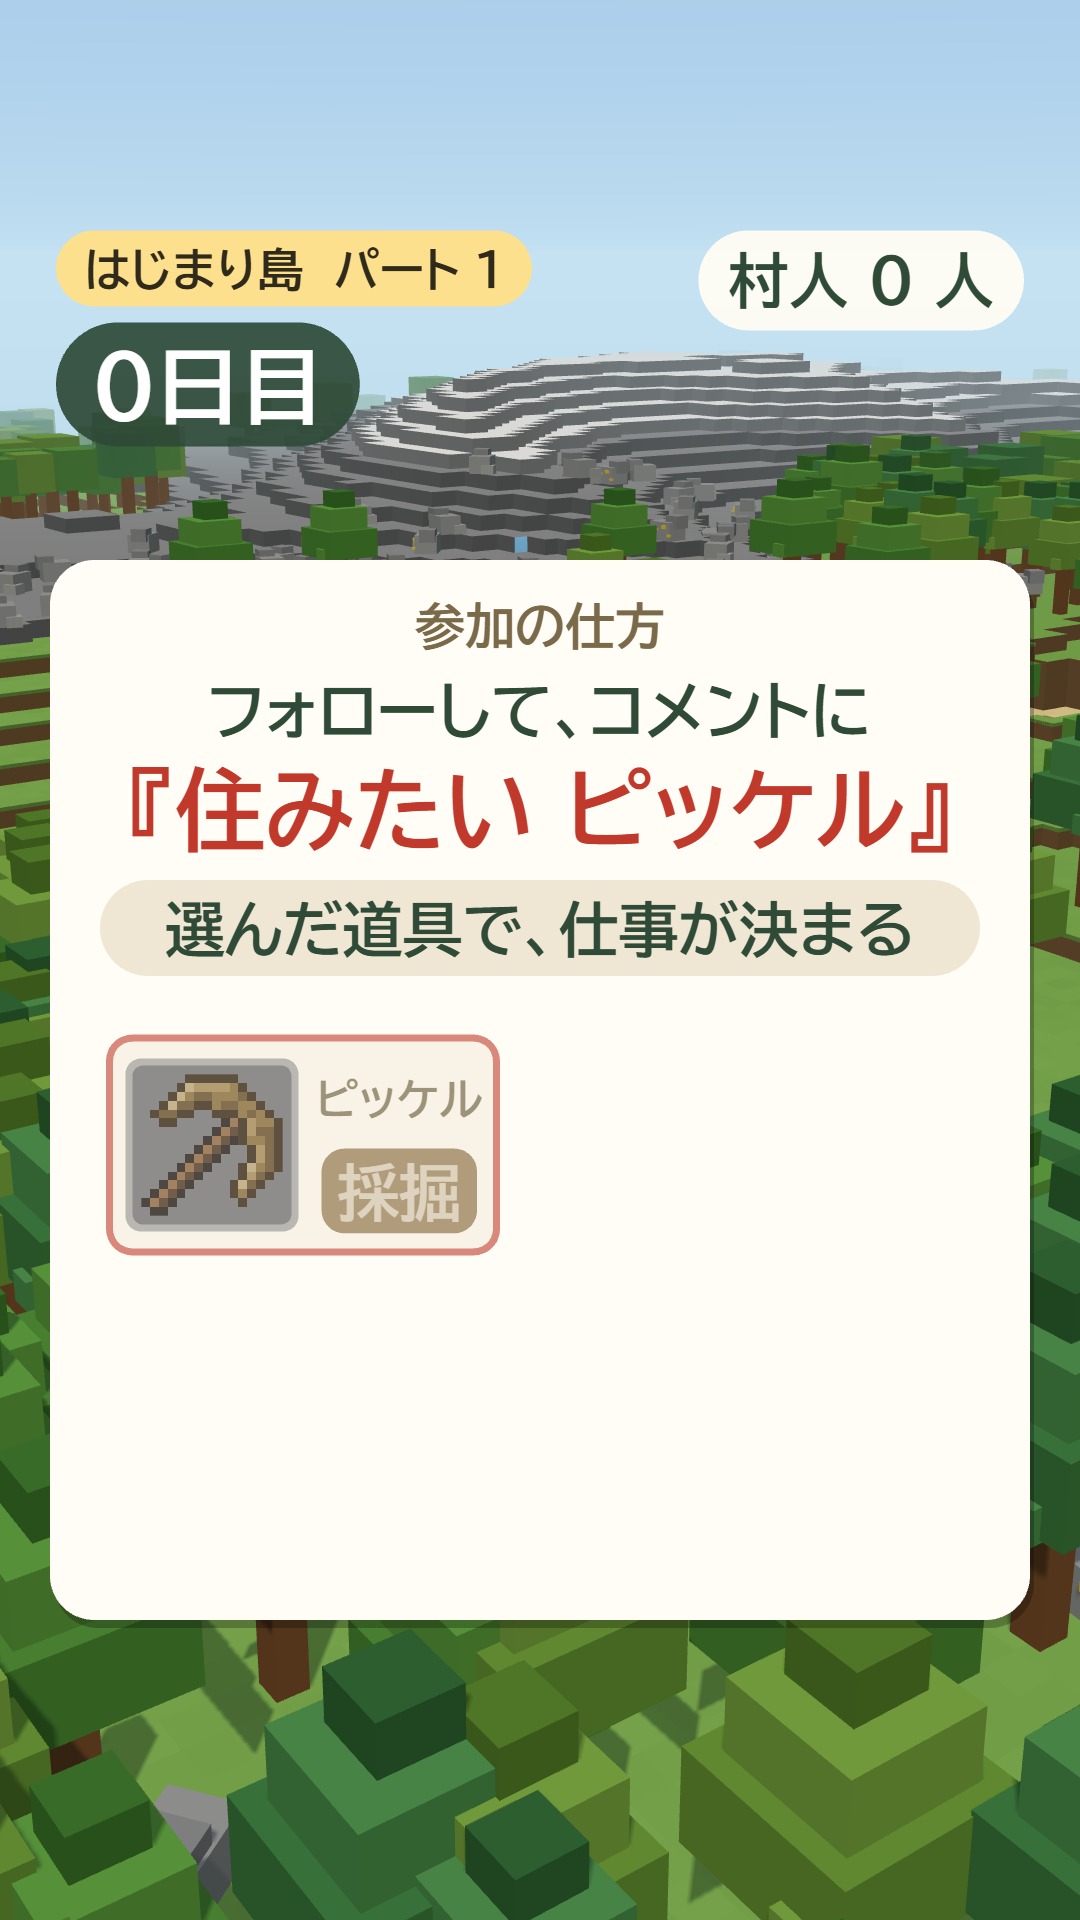 はじまり島 パート 1
村人 0 人
0日目
参加の仕方
フォローして、コメントに
『住みたい ピッケル』
選んだ道具で、仕事が決まる
ピッケル
採掘